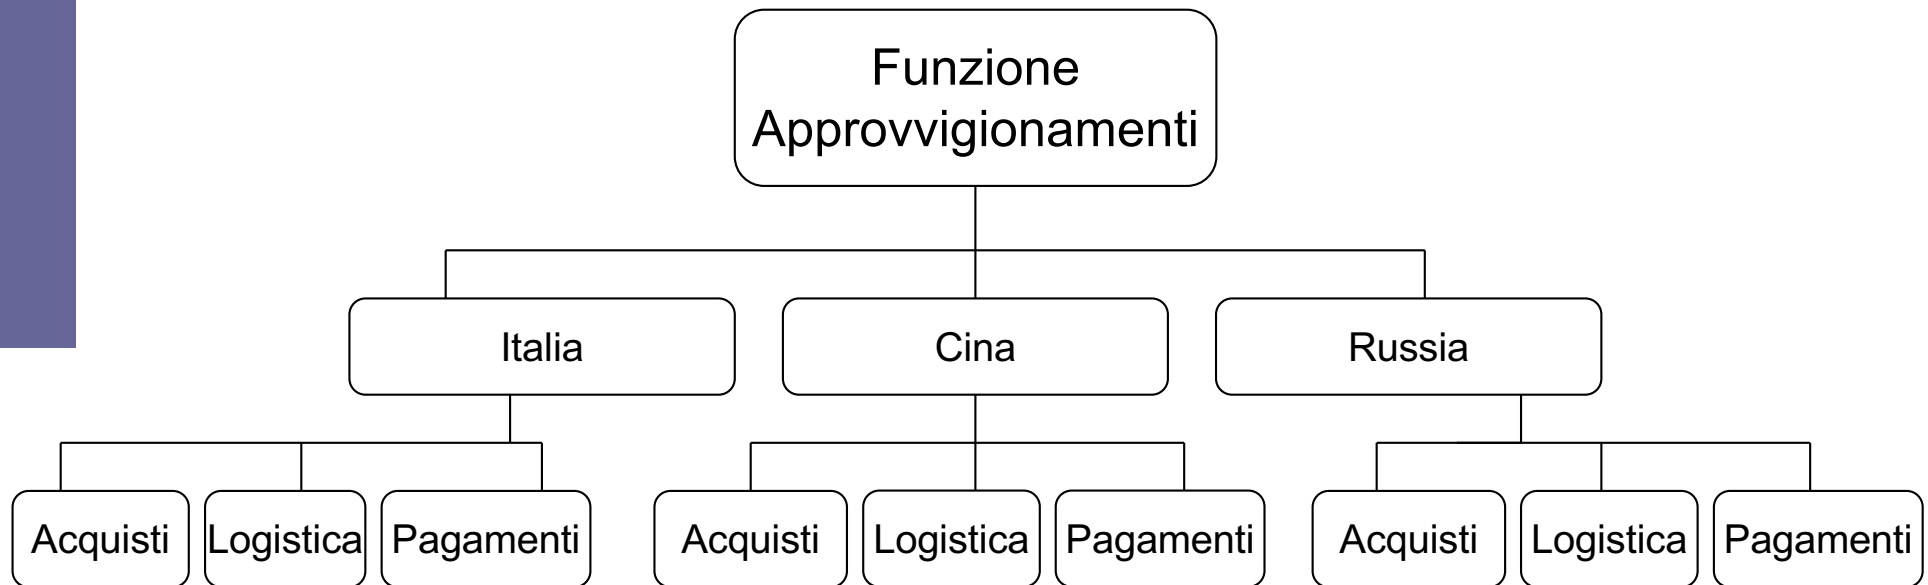 Funzione
Approvvigionamenti
Italia
Cina
Russia
Acquisti
Logistica
Pagamenti
Acquisti
Logistica
Pagamenti
Acquisti
Logistica
Pagamenti